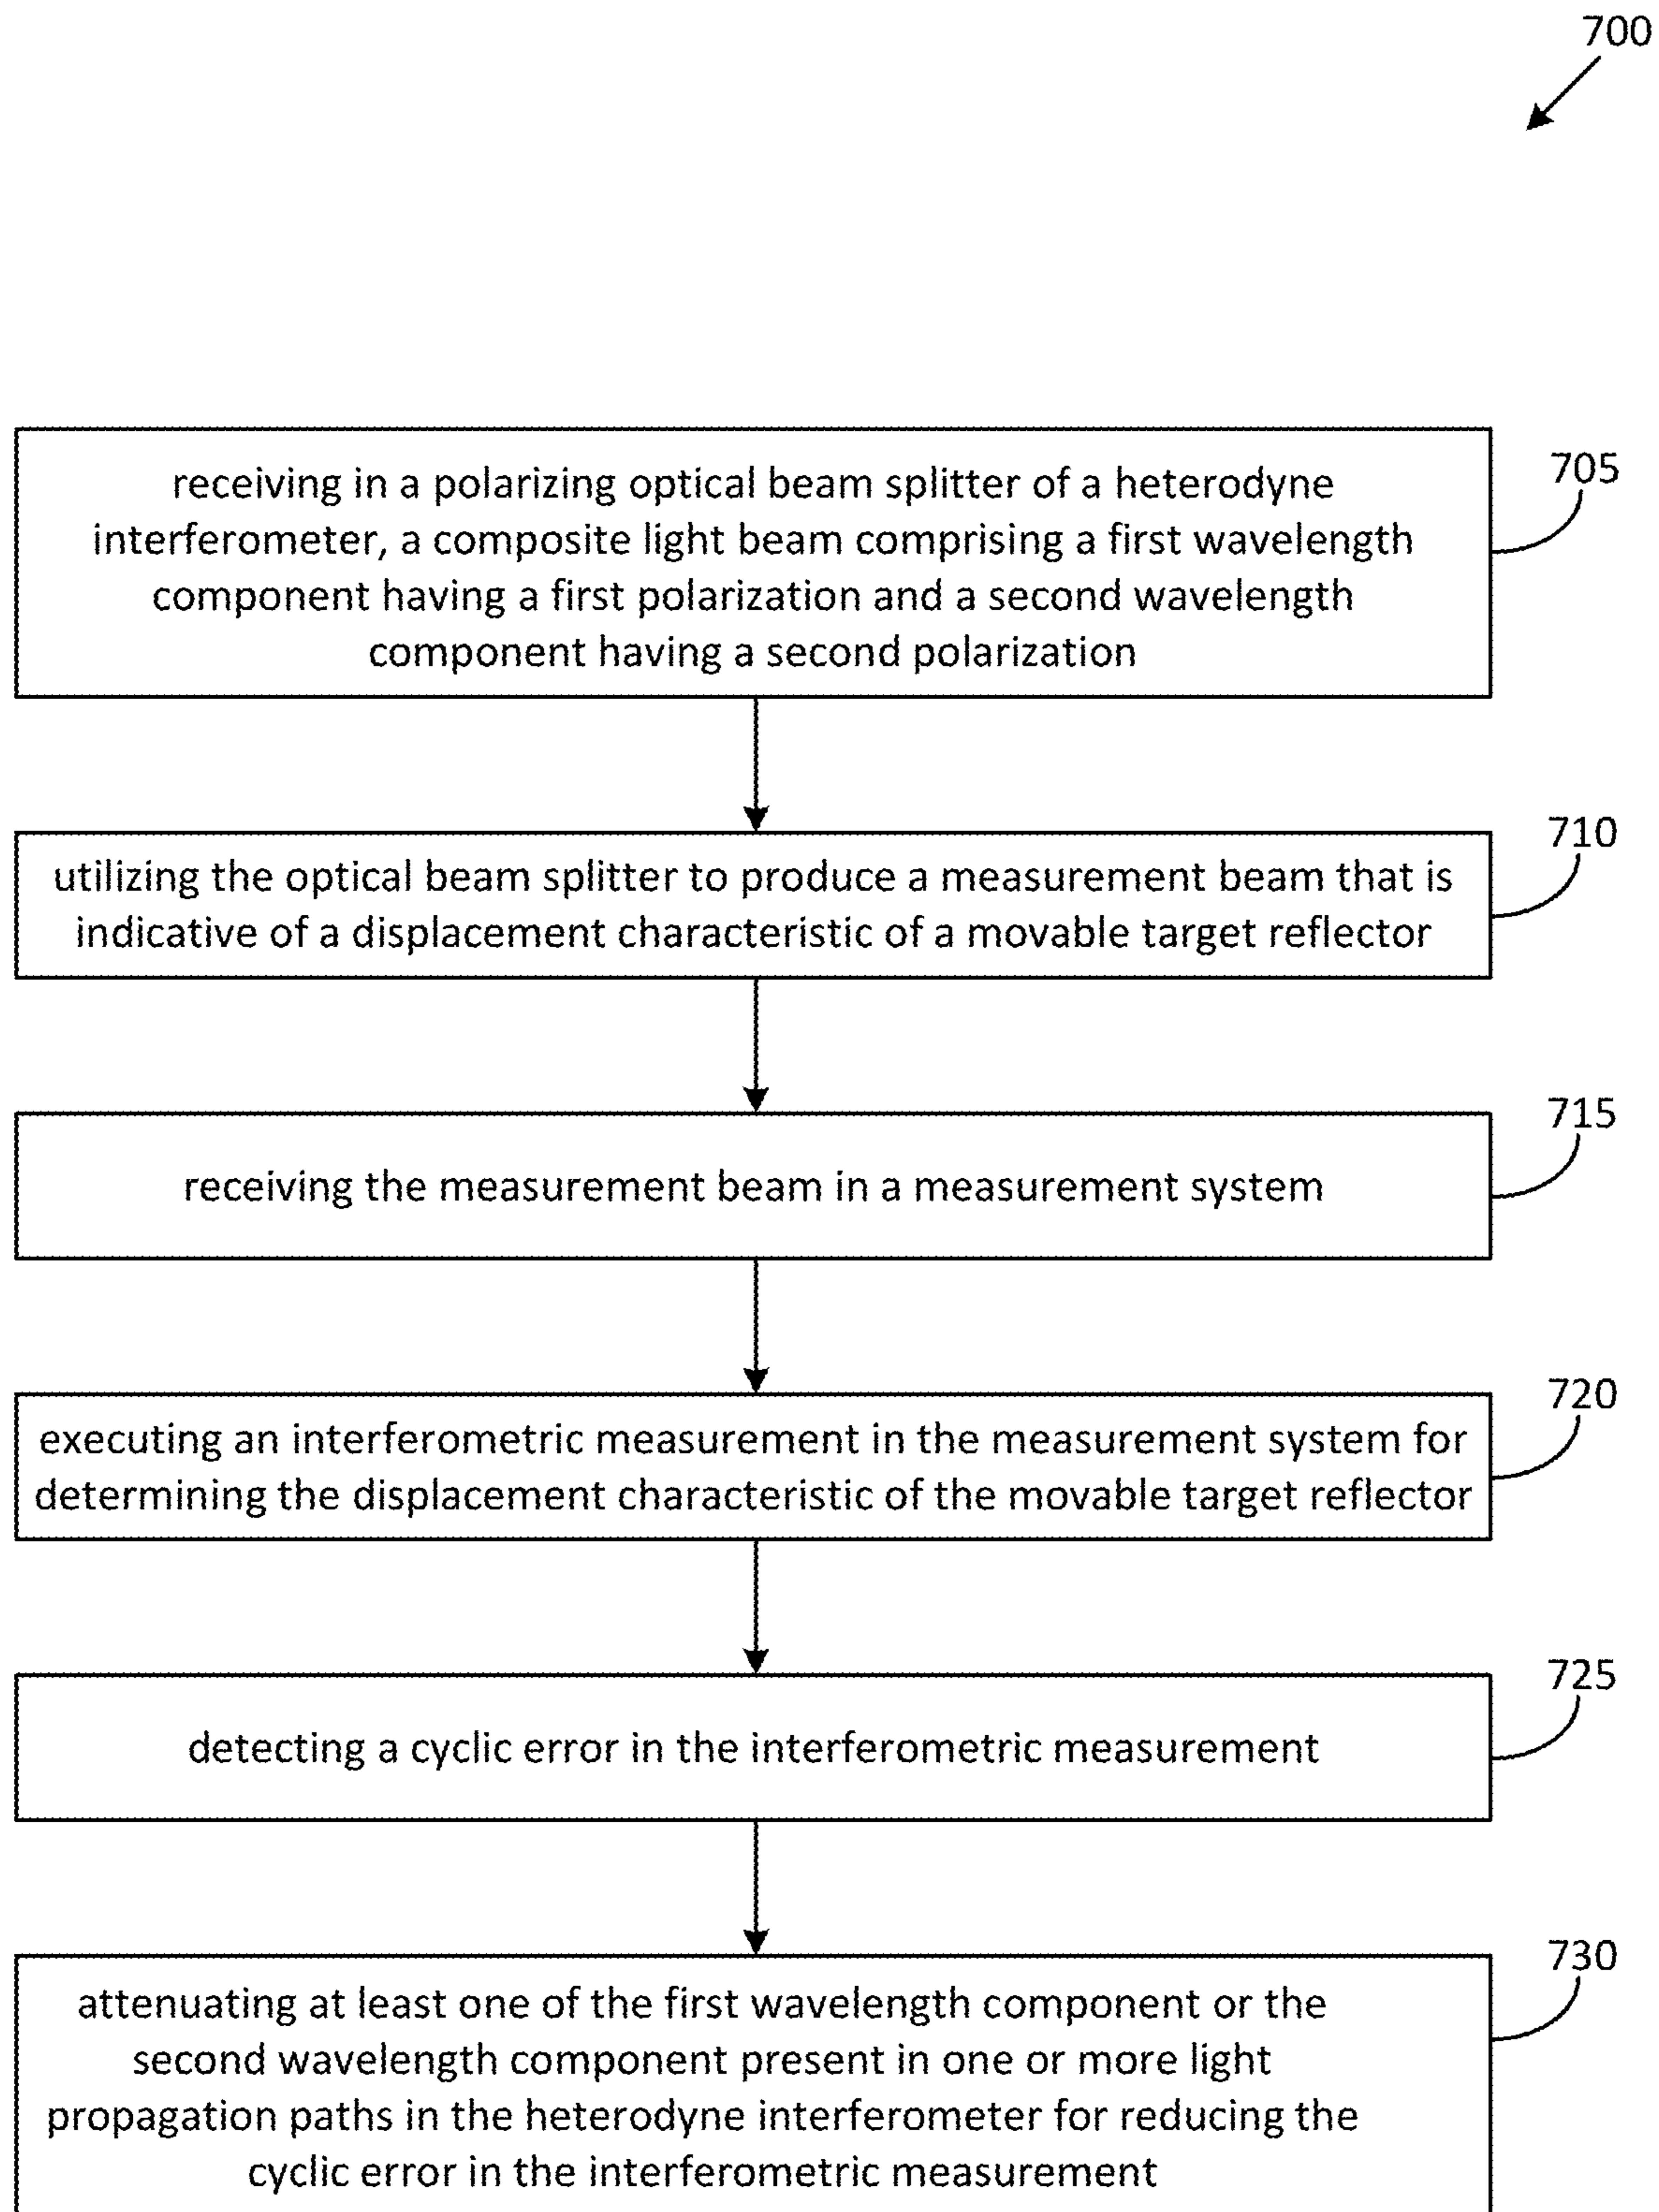 700
receiving in a polarizing optical beam splitter of a heterodyne
interferometer, a composite light beam comprising a first wavelength
component having a first polarization and a second wavelength
component having a second polarization
705
utilizing the optical beam splitter to produce a measurement beam that is
indicative of a displacement characteristic of a movable target reflector
710
receiving the measurement beam in a measurement system
715
executing an interferometric measurement in the measurement system for
determining the displacement characteristic of the movable target reflector
720
detecting a cyclic error in the interferometric measurement
725
attenuating at least one of the first wavelength component or the
second wavelength component present in one or more light
propagation paths in the heterodyne interferometer for reducing the
cyclic error in the interferometric measurement
730